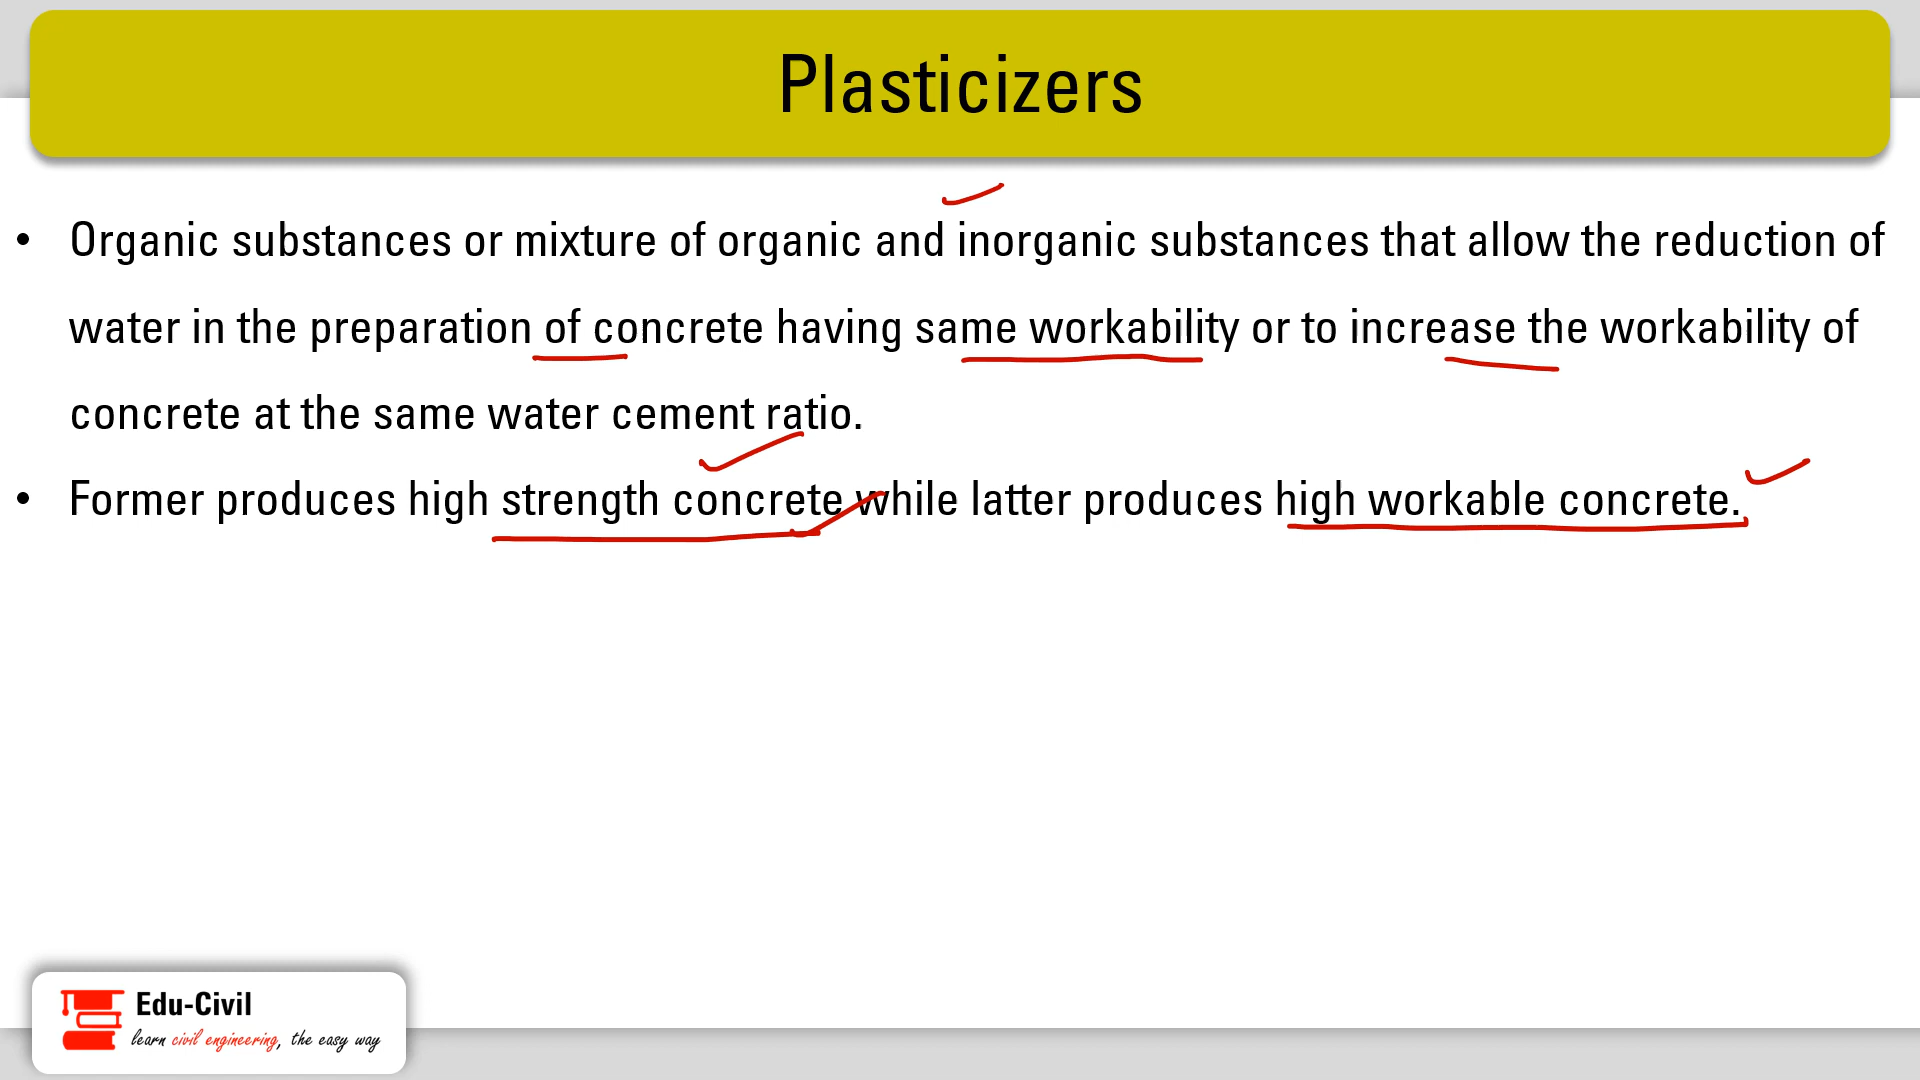 Plasticizers
• Organic substances or mixture of organic and inorganic substances that allow the reduction of
water in the preparation of concrete having same workability or to increase the workability of
concrete at the same water cement ratio.
• Former produces high strength concrete while latter produces high workable concrete.
Edu-Civil
learn civil engineering, the easy way